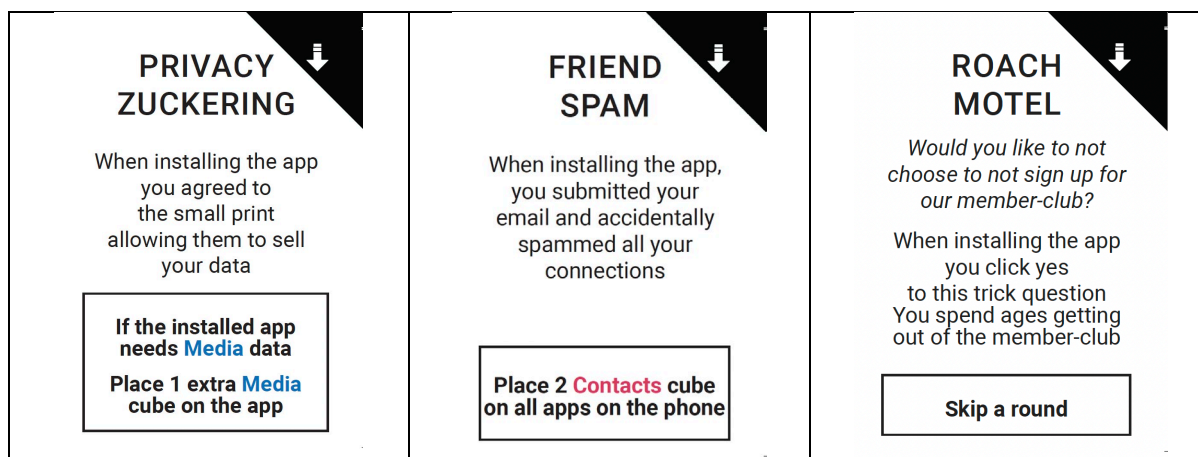 PRIVACY
ZUCKERING
When installing the app
you agreed to
the small print
allowing them to sell
your data
If the installed app
needs Media data
Place 1 extra Media
cube on the app
FRIEND
SPAM
When installing the app,
you submitted your
email and accidentally
spammed all your
connections
Place 2 Contacts cube
on all apps on the phone
ROACH
MOTEL
Would you like to not
choose to not sign up for
our member-club?
When installing the app
you click yes
to this trick question
You spend ages getting
out of the member-club
Skip a round